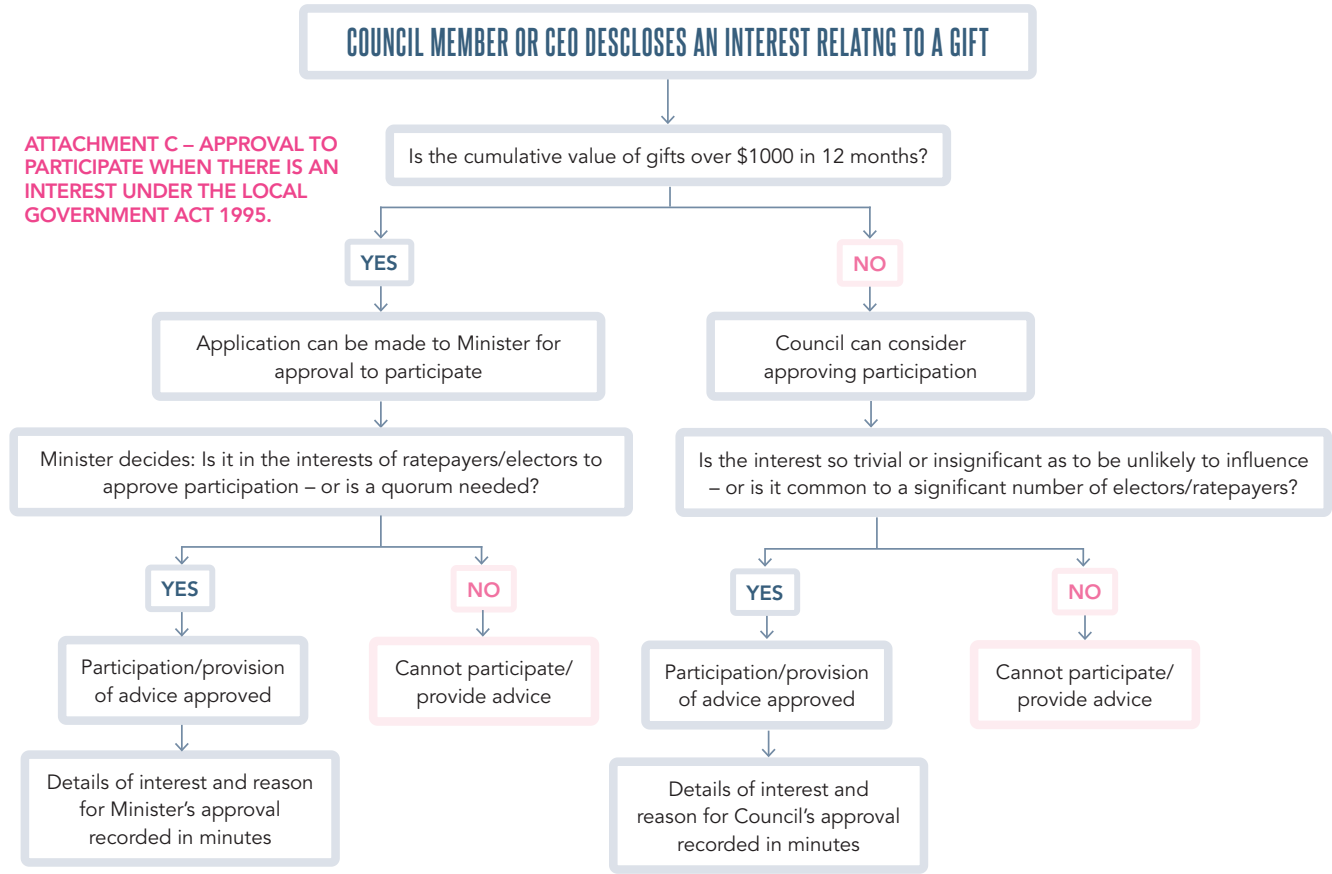 COUNCIL MEMBER OR CEO DESCLOSES AN INTEREST RELATNG TO A GIFT
ATTACHMENT C – APPROVAL TO
PARTICIPATE WHEN THERE IS AN
INTEREST UNDER THE LOCAL
GOVERNMENT ACT 1995.
Is the cumulative value of gifts over $1000 in 12 months?
YES
NO
Application can be made to Minister for
approval to participate
Council can consider
approving participation
Minister decides: Is it in the interests of ratepayers/electors to
approve participation – or is a quorum needed?
Is the interest so trivial or insignificant as to be unlikely to influence
– or is it common to a significant number of electors/ratepayers?
YES
NO
YES
NO
Participation/provision
of advice approved
Cannot participate/
provide advice
Participation/provision
of advice approved
Cannot participate/
provide advice
Details of interest and reason
for Minister’s approval
recorded in minutes
Details of interest and
reason for Council’s approval
recorded in minutes